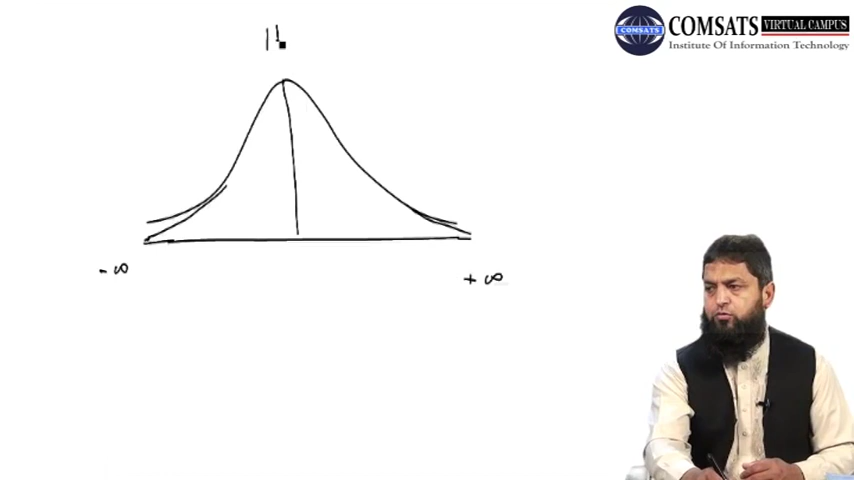 COMSATS VIRTUAL CAMPUS
Institute Of Information Technology
COMSATS
- ∞
+ ∞